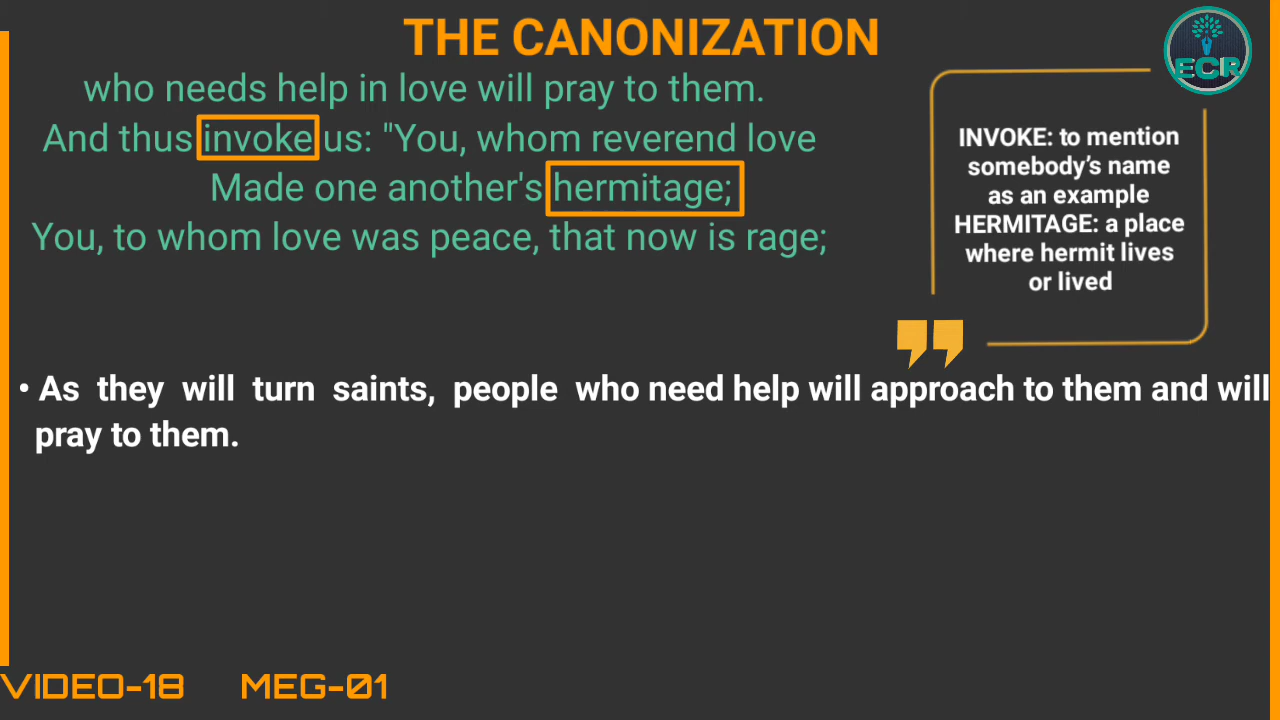 THE CANONIZATION
ECR
who needs help in love will pray to them.
And thus invoke us: "You, whom reverend love
Made one another's hermitage;
You, to whom love was peace, that now is rage;
INVOKE: to mention
somebody's name
as an example
HERMITAGE: a place
where hermit lives
or lived
• As they will turn saints, people who need help will approach to them and will
pray to them.
VIDEO-18 MEG-01